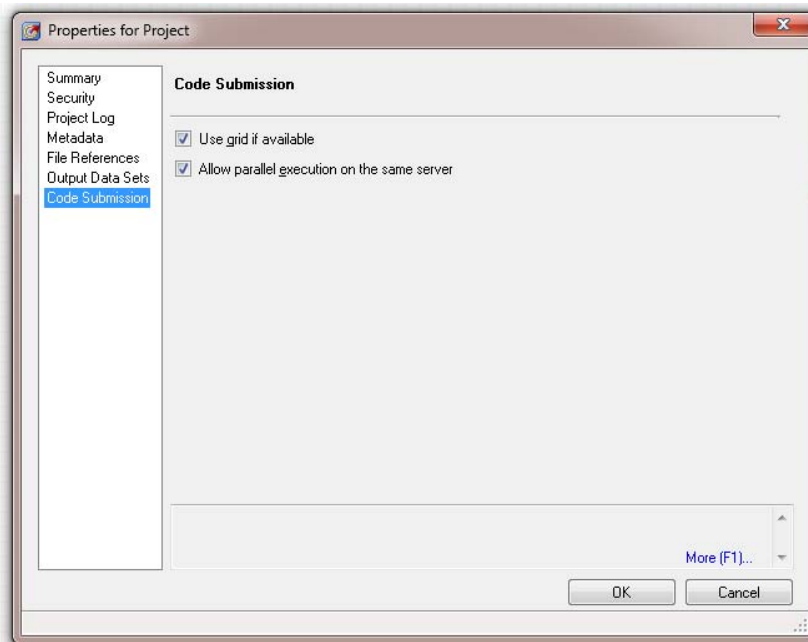 Properties for Project
Summary
Security
Project Log
Metadata
File References
Output Data Sets
Code Submission
Code Submission
Use grid if available
Allow parallel execution on the same server
More (F1)...
OK
Cancel